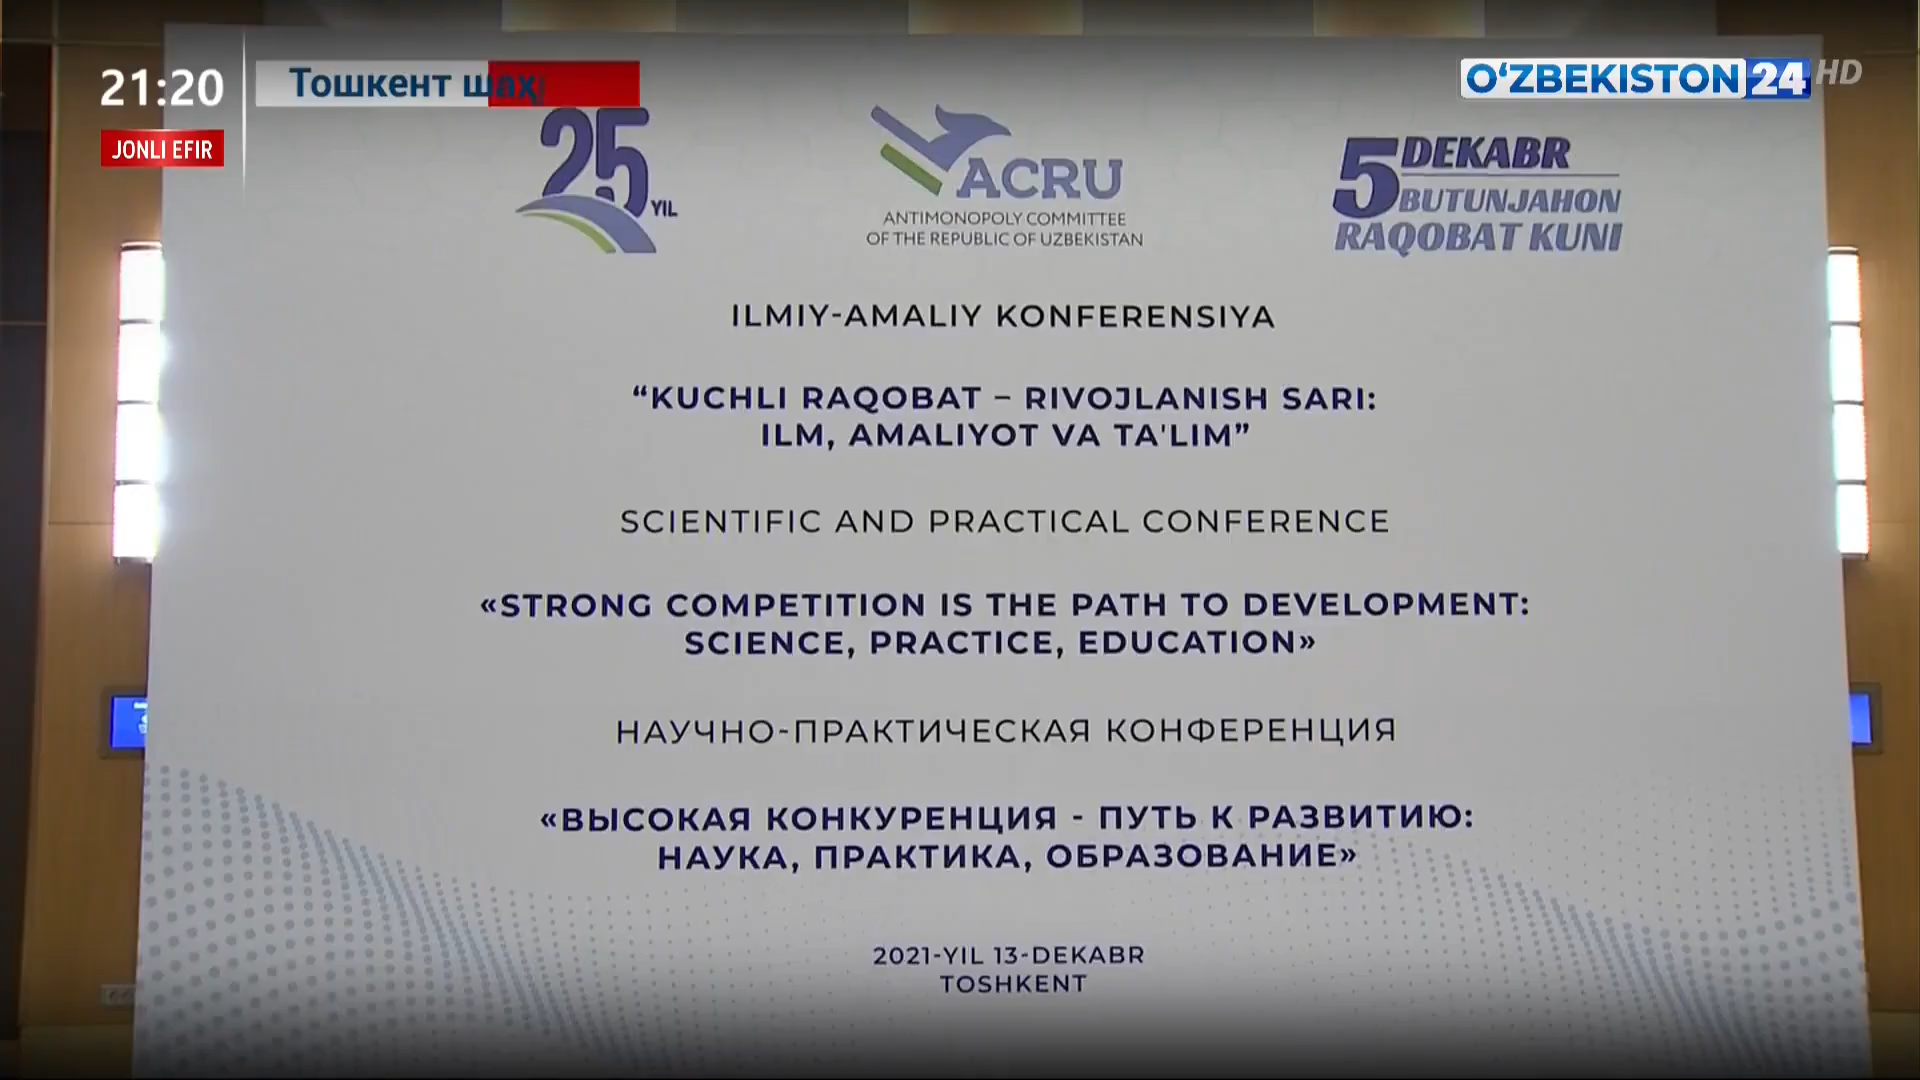 21:20
JONLI EFIR
Тошкент
O‘ZBEKISTON 24 HD
25 YIL
ACRU
ANTIMONOPOLY COMMITTEE
OF THE REPUBLIC OF UZBEKISTAN
5 DEKABR
BUTUNJAHON
RAQOBAT KUNI
ILMIY-AMALIY KONFERENSIYA
“KUCHLI RAQOBAT – RIVOJLANISH SARI:
ILM, AMALIYOT VA TA'LIM”
SCIENTIFIC AND PRACTICAL CONFERENCE
«STRONG COMPETITION IS THE PATH TO DEVELOPMENT:
SCIENCE, PRACTICE, EDUCATION»
НАУЧНО-ПРАКТИЧЕСКАЯ КОНФЕРЕНЦИЯ
«ВЫСОКАЯ КОНКУРЕНЦИЯ - ПУТЬ К РАЗВИТИЮ:
НАУКА, ПРАКТИКА, ОБРАЗОВАНИЕ»
2021-YIL 13-DEKABR
TOSHKENT